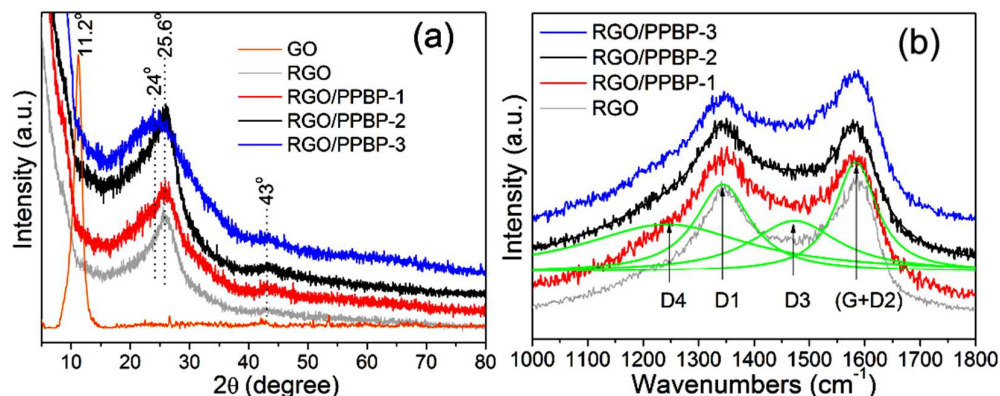 (a)
11.2°
24°
25.6°
43°
GO
RGO
RGO/PPBP-1
RGO/PPBP-2
RGO/PPBP-3
Intensity (a.u.)
10 20 30 40 50 60 70 80
2θ (degree)
(b)
RGO/PPBP-3
RGO/PPBP-2
RGO/PPBP-1
RGO
Intensity (a.u.)
D4 D1 D3 (G+D2)
1000 1100 1200 1300 1400 1500 1600 1700 1800
Wavenumbers (cm⁻¹)